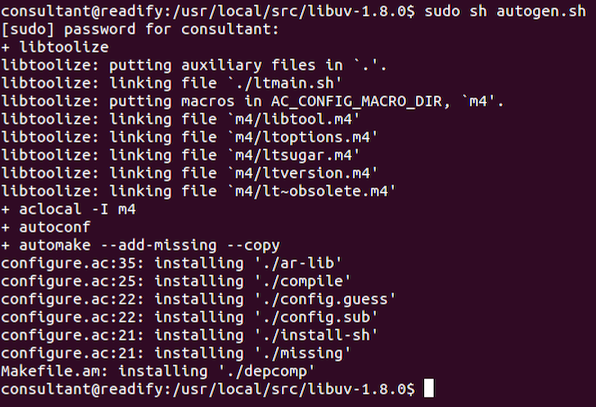 consultant@readify:/usr/local/src/libuv-1.8.0$ sudo sh autogen.sh
[sudo] password for consultant:
+ libtoolize
libtoolize: putting auxiliary files in `.'.
libtoolize: linking file `./ltmain.sh'
libtoolize: putting macros in AC_CONFIG_MACRO_DIR, `m4'.
libtoolize: linking file `m4/libtool.m4'
libtoolize: linking file `m4/ltoptions.m4'
libtoolize: linking file `m4/ltsugar.m4'
libtoolize: linking file `m4/ltversion.m4'
libtoolize: linking file `m4/lt~obsolete.m4'
+ aclocal -I m4
+ autoconf
+ automake --add-missing --copy
configure.ac:35: installing './ar-lib'
configure.ac:25: installing './compile'
configure.ac:22: installing './config.guess'
configure.ac:22: installing './config.sub'
configure.ac:21: installing './install-sh'
configure.ac:21: installing './missing'
Makefile.am: installing './depcomp'
consultant@readify:/usr/local/src/libuv-1.8.0$